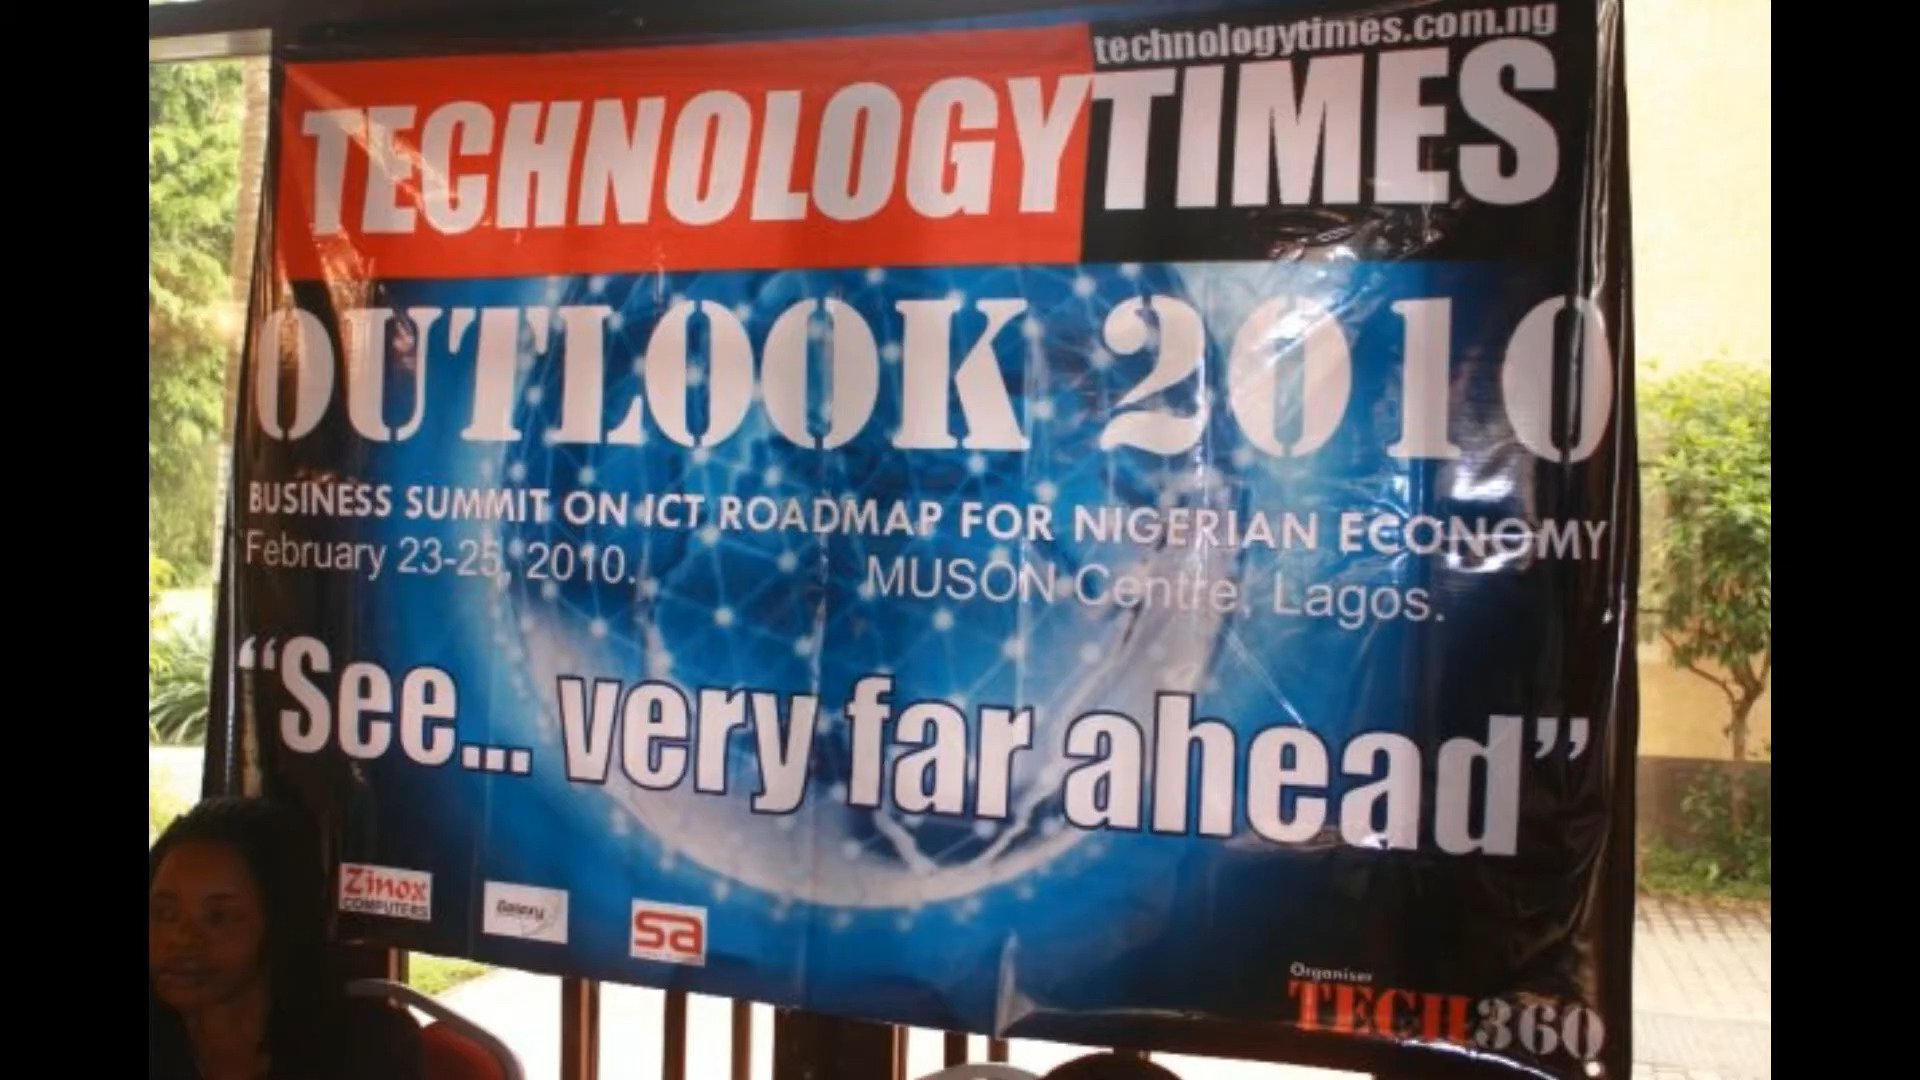 technologytimes.com.ng
TECHNOLOGYTIMES
OUTLOOK 2010
BUSINESS SUMMIT ON ICT ROADMAP FOR NIGERIAN ECONOMY
February 23-25, 2010. MUSON Centre, Lagos.
“See... very far ahead”
Zinox
COMPUTERS
Galaxy
sa
Organiser
TECH360